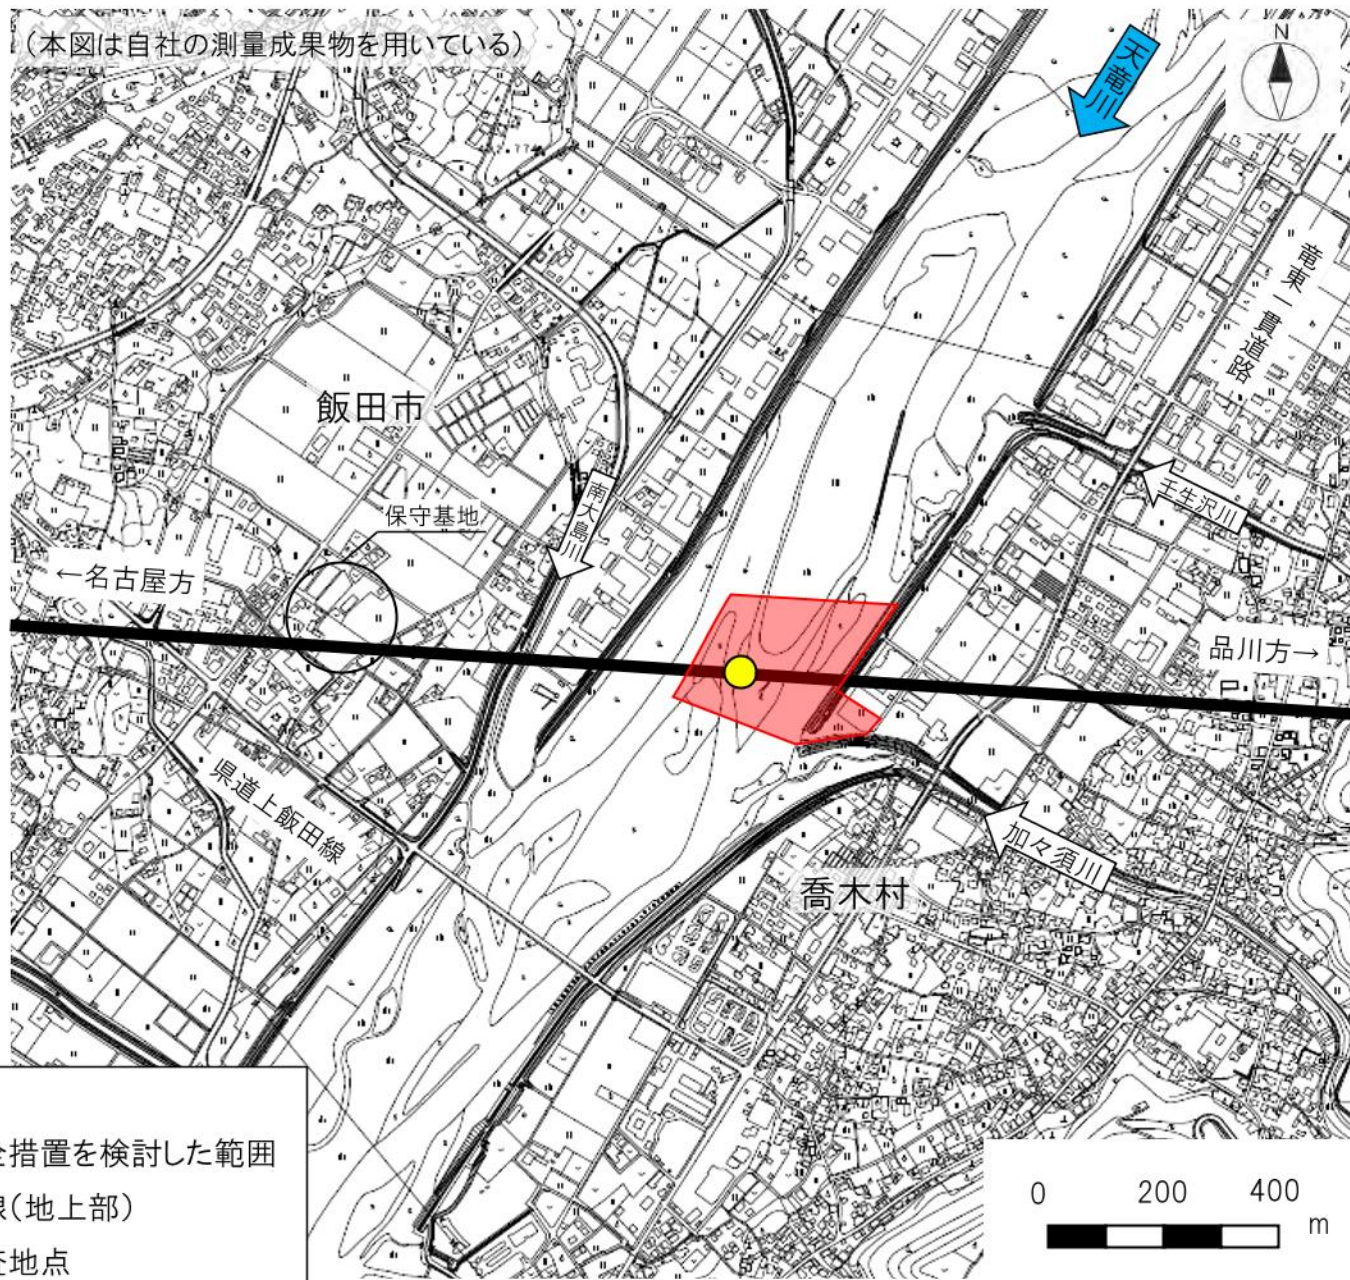 (本図は自社の測量成果物を用いている)
天竜川
N
竜東一貫道路
飯田市
南大島川
保守基地
壬生沢川
←名古屋方
品川方→
県道上飯田線
加々須川
喬木村
措置を検討した範囲
(地上部)
地点
0 200 400
m